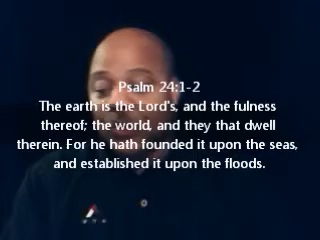 Psalm 24:1-2
The earth is the Lord's, and the fulness
thereof; the world, and they that dwell
therein. For he hath founded it upon the seas,
and established it upon the floods.